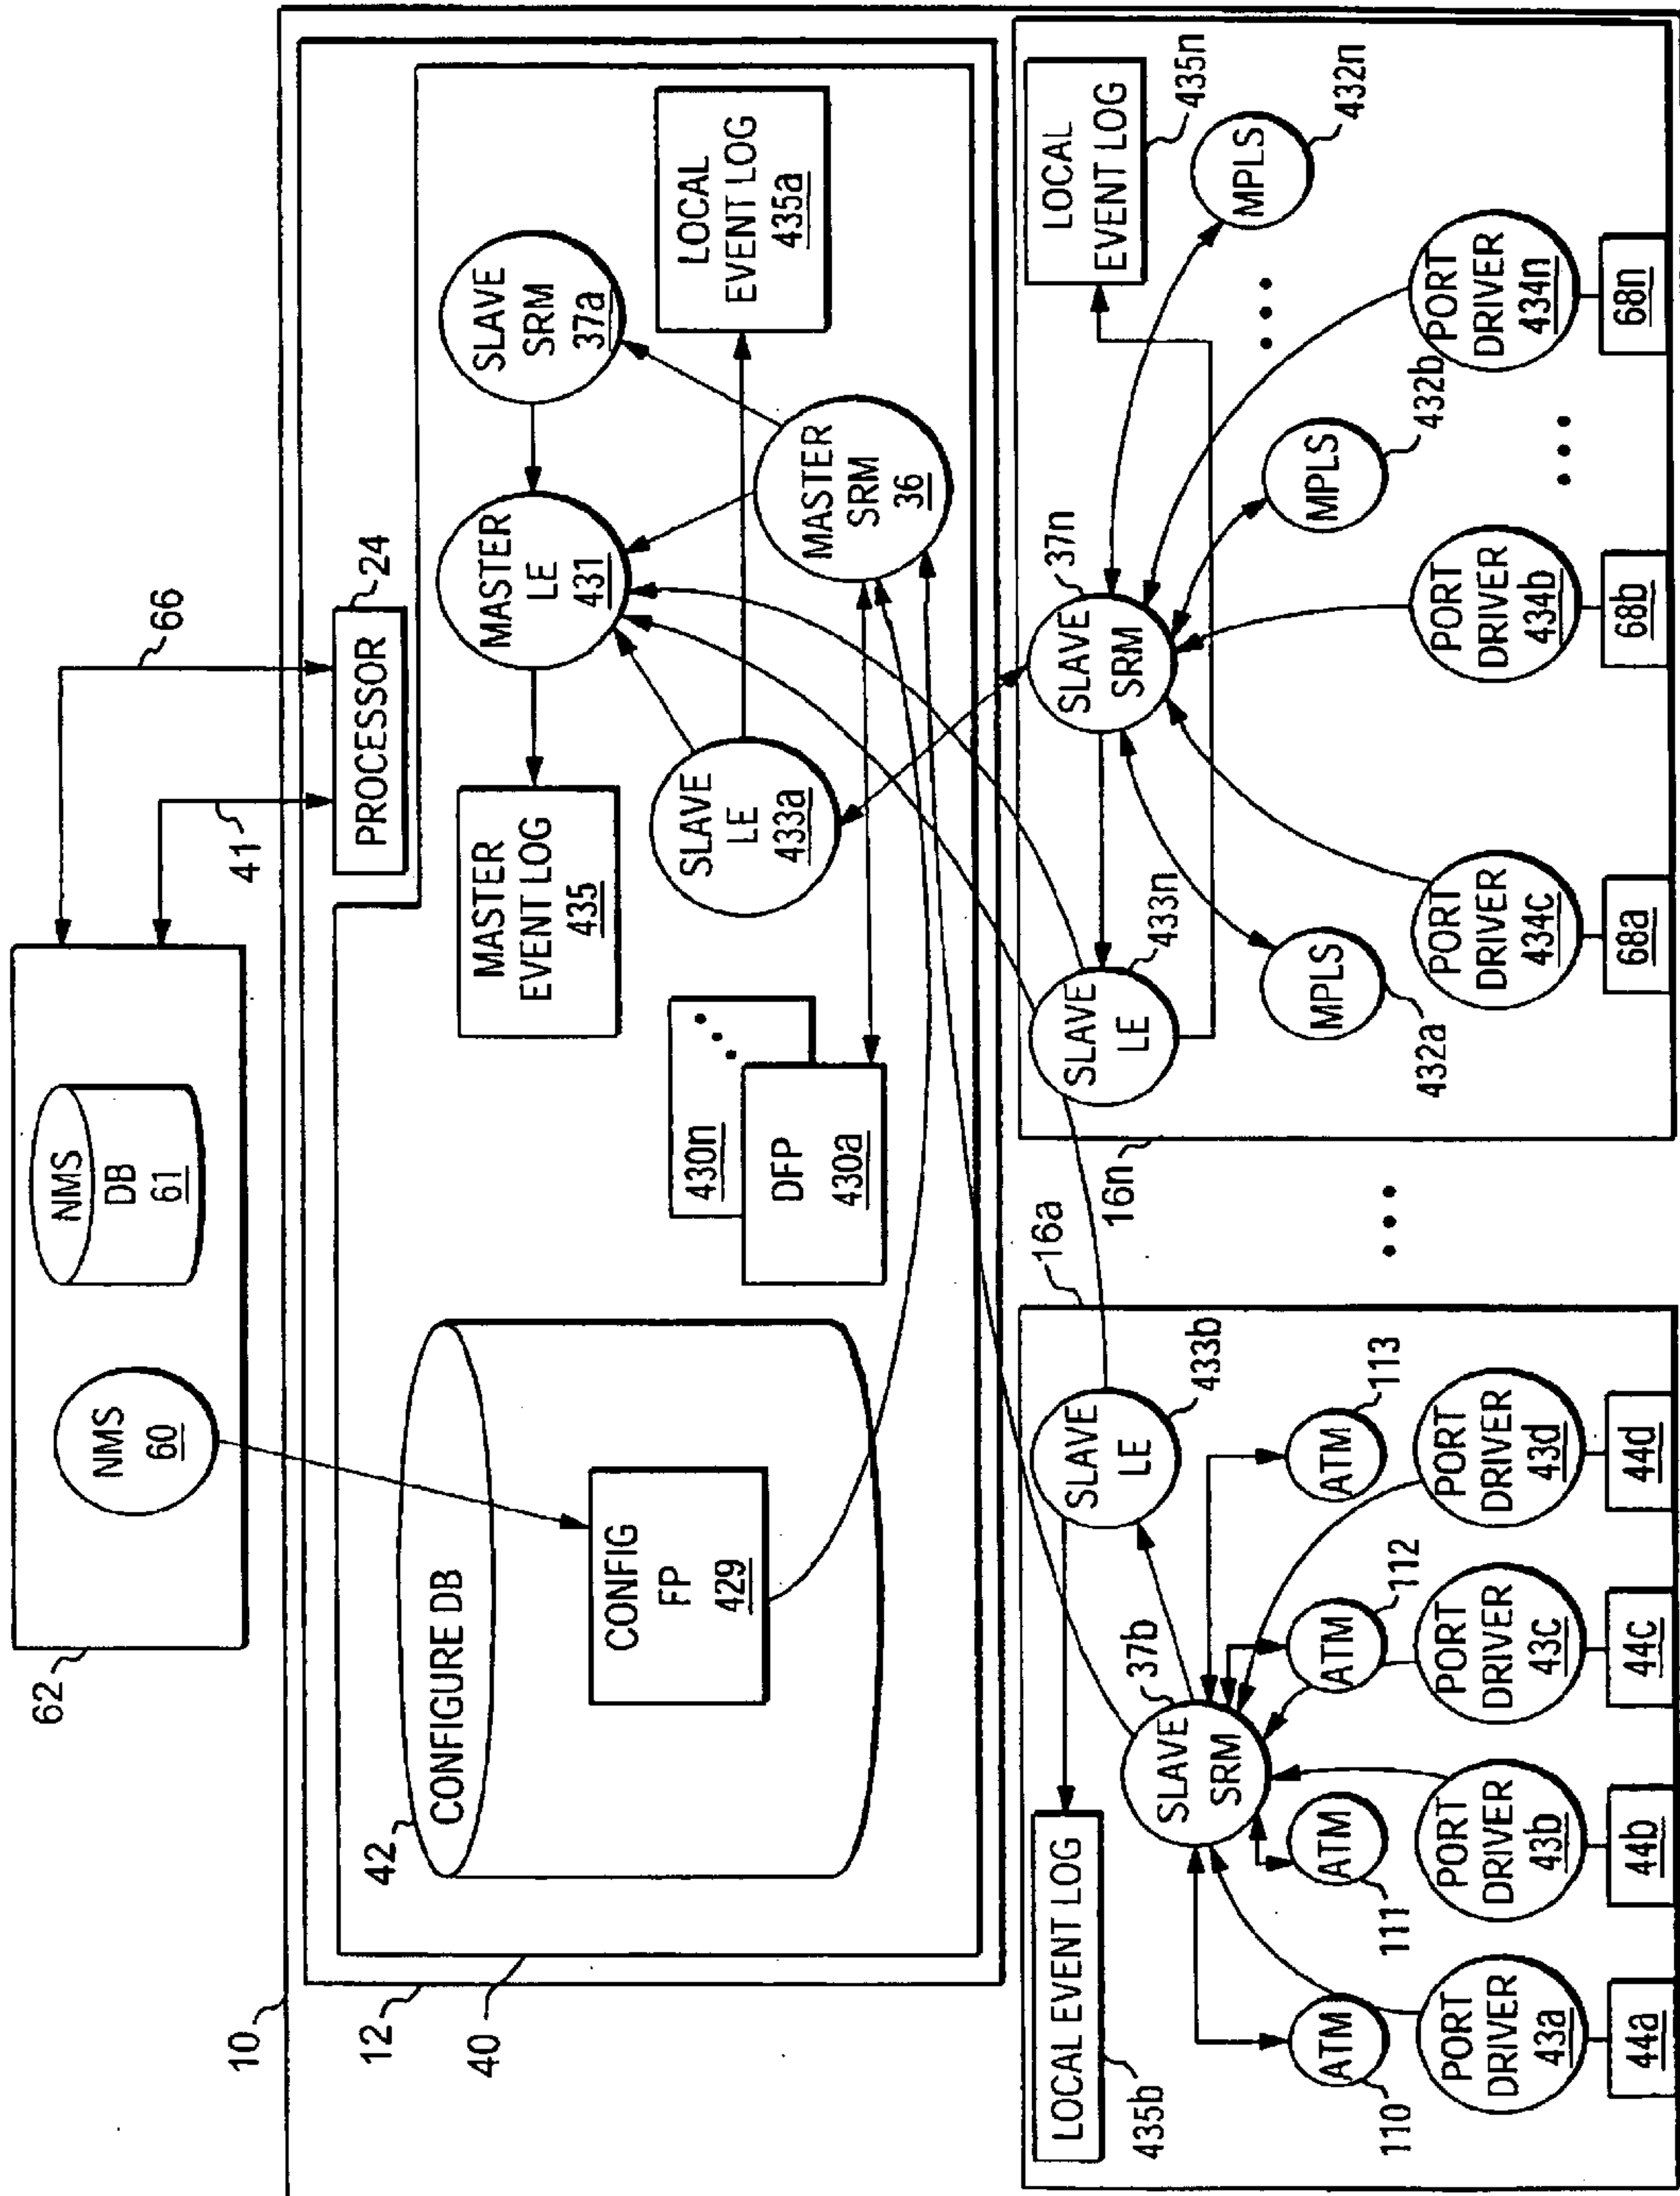 62
NMS
60
NMS
DB
61
66
41
PROCESSOR
24
10
12
40
42
CONFIGURE DB
CONFIG
FP
429
430n
DFP
430a
MASTER
EVENT LOG
435
MASTER
LE
431
SLAVE
SRM
37a
SLAVE
LE
433a
MASTER
SRM
36
LOCAL
EVENT LOG
435a
LOCAL EVENT LOG
435b
SLAVE
LE
433b
16a
SLAVE
SRM
37b
ATM
110
ATM
111
ATM
112
ATM
113
PORT
DRIVER
43a
PORT
DRIVER
43b
PORT
DRIVER
43c
PORT
DRIVER
43d
44a
44b
44c
44d
16n
SLAVE
LE
433n
SLAVE
SRM
37n
LOCAL
EVENT LOG
435n
MPLS
432a
MPLS
432b
MPLS
432n
PORT
DRIVER
434c
PORT
DRIVER
434b
PORT
DRIVER
434n
68a
68b
68n